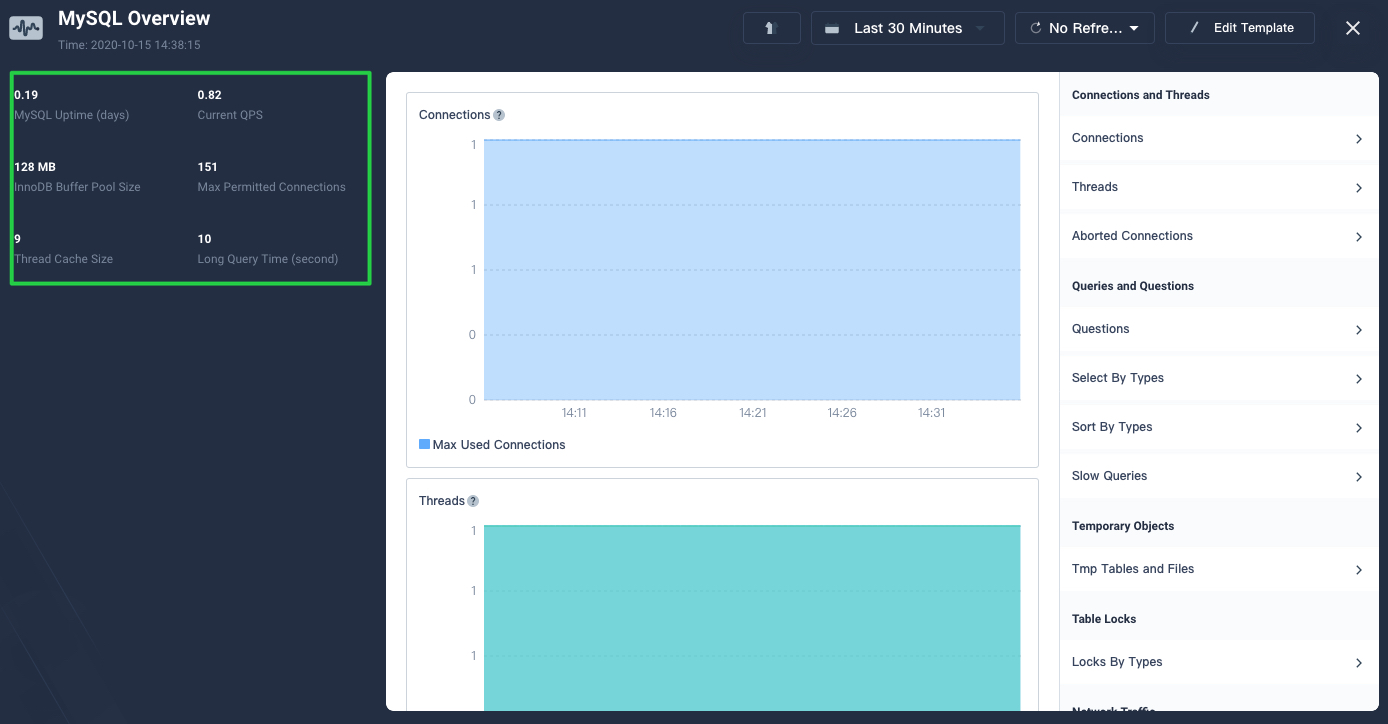 MySQL Overview
Time: 2020-10-15 14:38:15
Last 30 Minutes
No Refre...
Edit Template
0.19
MySQL Uptime (days)
0.82
Current QPS
128 MB
InnoDB Buffer Pool Size
151
Max Permitted Connections
9
Thread Cache Size
10
Long Query Time (second)
Connections ?
1
1
1
0
0
14:11 14:16 14:21 14:26 14:31
Max Used Connections
Threads ?
1
1
1
Connections and Threads
Connections
Threads
Aborted Connections
Queries and Questions
Questions
Select By Types
Sort By Types
Slow Queries
Temporary Objects
Tmp Tables and Files
Table Locks
Locks By Types
Network Traffic